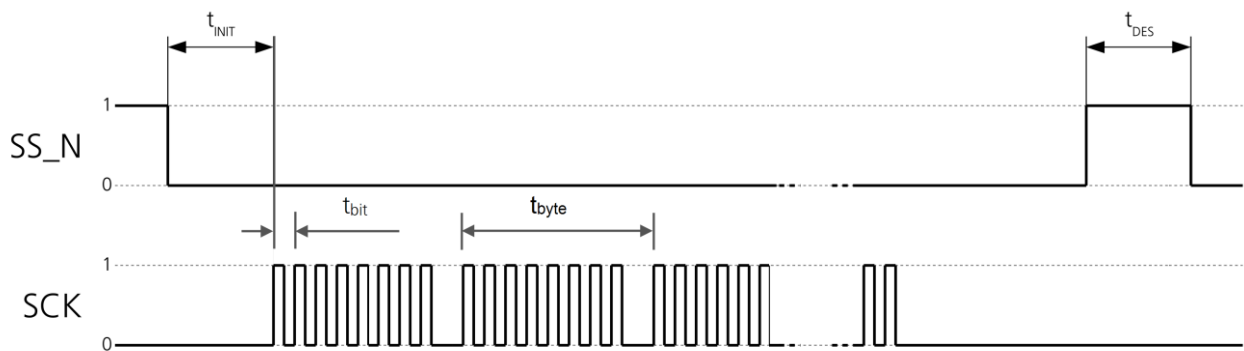 tINIT
tDES
1
SS_N
0
tbit
tbyte
1
SCK
0